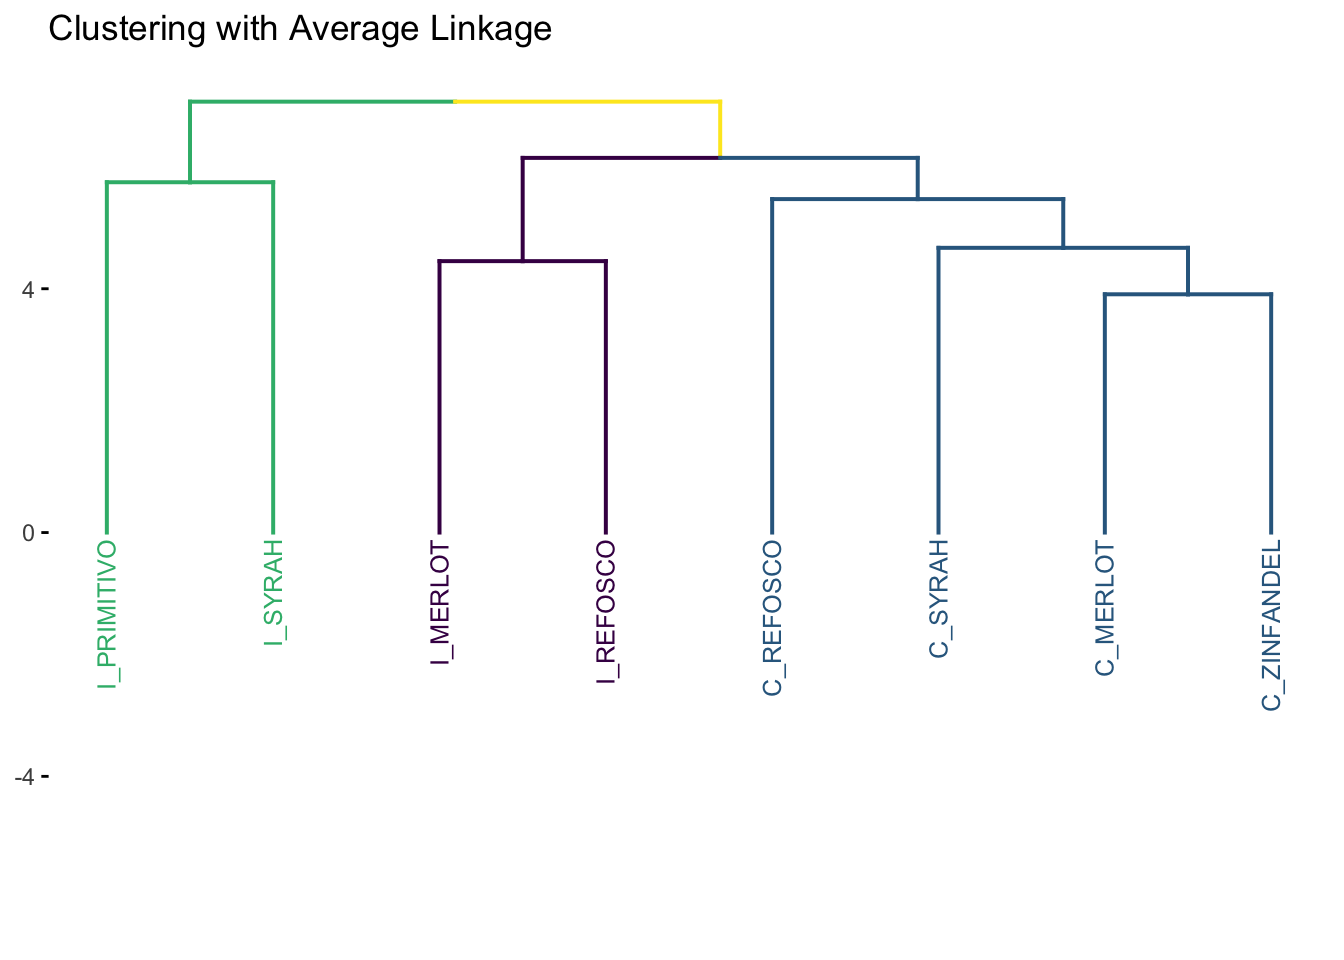 Clustering with Average Linkage
4
0
-4
I_PRIMITIVO
I_SYRAH
I_MERLOT
I_REFOSCO
C_REFOSCO
C_SYRAH
C_MERLOT
C_ZINFANDEL